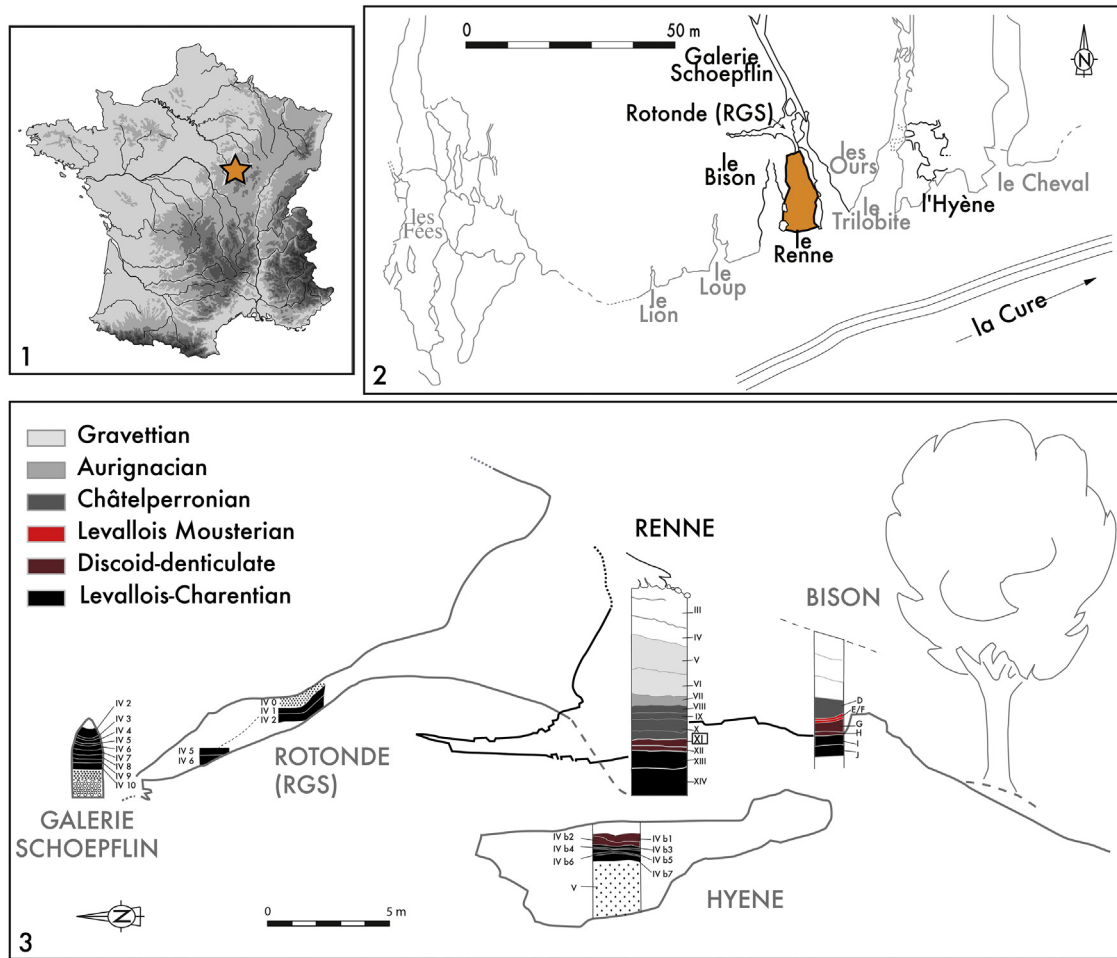 1
0
50 m
Galerie
Schoepflin
N
Rotonde (RGS)
le
Bison
les
Ours
le Cheval
l'Hyène
le
Trilobite
les
Fées
le
Renne
le
Loup
le
Lion
la Cure
2
Gravettian
Aurignacian
Châtelperronian
Levallois Mousterian
Discoid-denticulate
Levallois-Charentian
RENNE
III
IV
V
VI
VII
VIII
IX
X
XI
XII
XIII
XIV
BISON
D
E/F
G
H
I
J
IV 0
IV 1
IV 2
IV 5
IV 6
ROTONDE
(RGS)
IV 2
IV 3
IV 4
IV 5
IV 6
IV 7
IV 8
IV 9
IV 10
GALERIE
SCHOEPFLIN
IV b2
IV b4
IV b6
V
IV b1
IV b3
IV b5
IV b7
HYENE
N
0
5 m
3